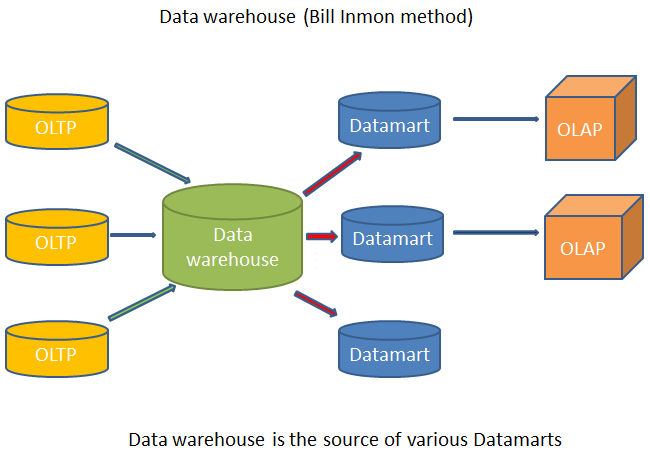 Data warehouse (Bill Inmon method)
OLTP
Datamart
OLAP
OLTP
Data
warehouse
Datamart
OLAP
OLTP
Datamart
Data warehouse is the source of various Datamarts